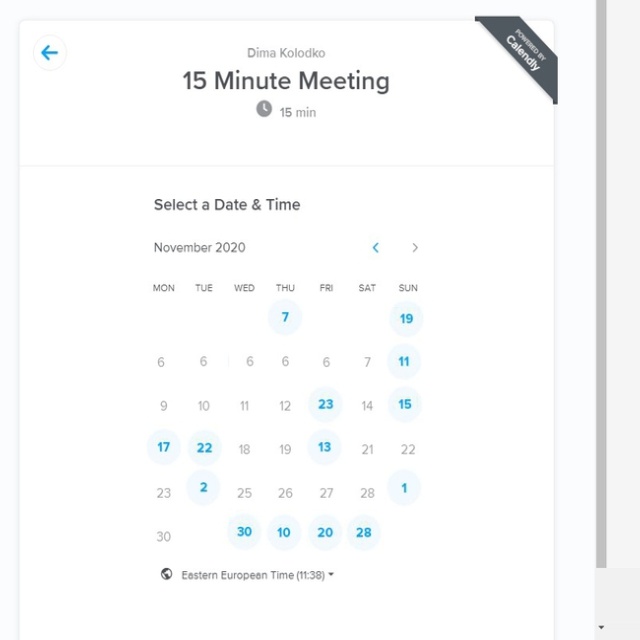 Dima Kolodko
POWERED BY
Calendly
15 Minute Meeting
15 min
Select a Date & Time
November 2020
MON TUE WED THU FRI SAT SUN
7 19
6 6 6 6 6 7 11
9 10 11 12 23 14 15
17 22 18 19 13 21 22
23 2 25 26 27 28 1
30 30 10 20 28
Eastern European Time (11:38)